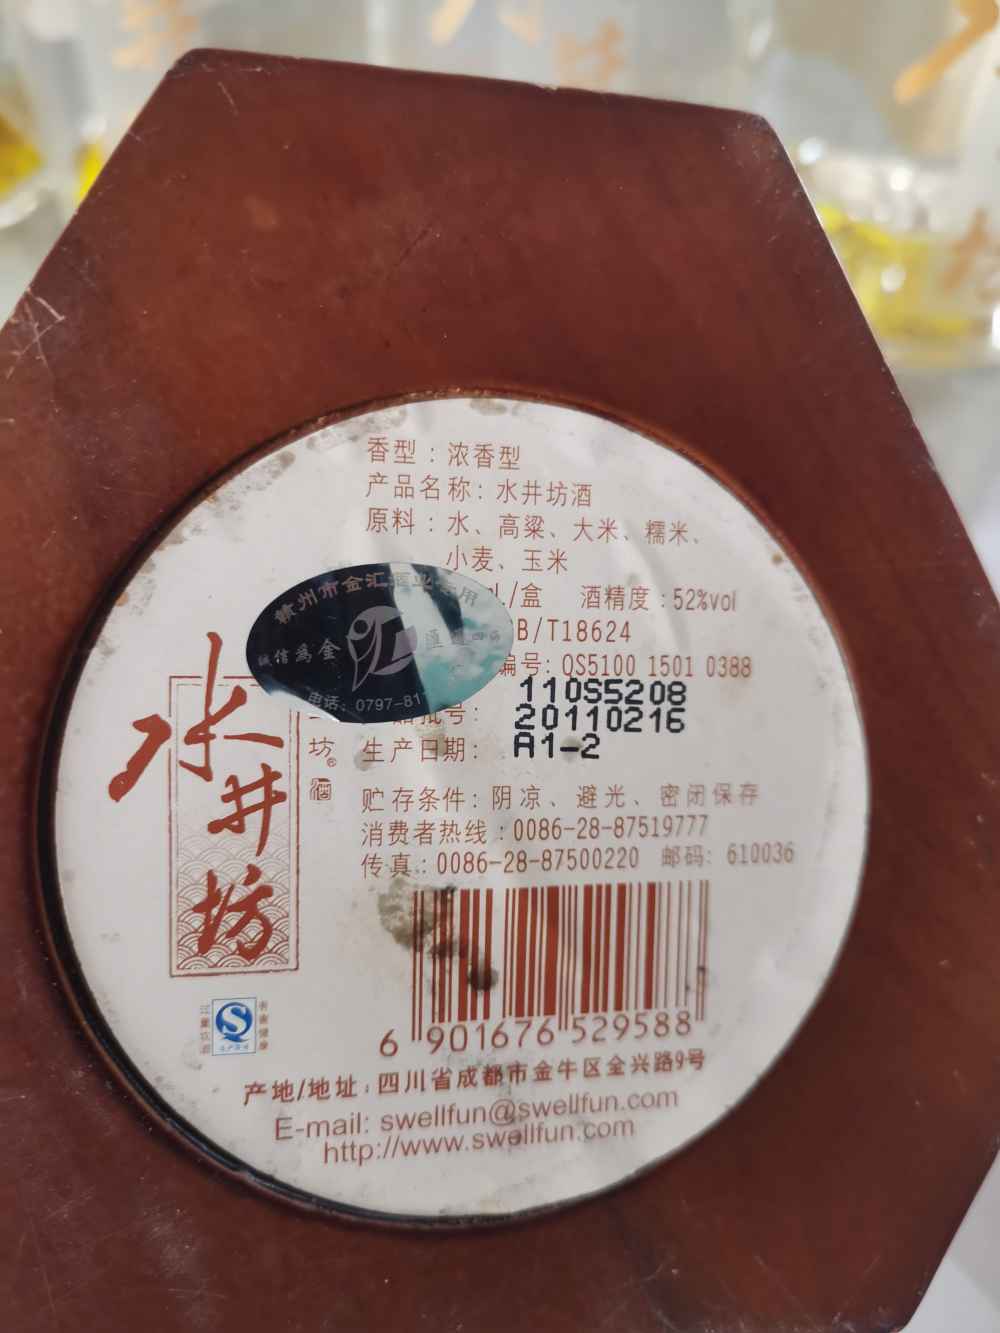 香型：浓香型
产品名称：水井坊酒
原料：水、高粱、大米、糯米、
小麦、玉米
L/盒 酒精度：52%vol
B/T18624
编号：QS5100 1501 0388
110S5208
批号：
20110216
生产日期：
A1-2
贮存条件：阴凉、避光、密闭保存
消费者热线：0086-28-87519777
传真：0086-28-87500220 邮码：610036
赣州市金汇酒业专用
诚信为金
电话：0797-81
水井坊
坊®
酒
6 901676 529588
产地/地址：四川省成都市金牛区全兴路9号
E-mail: swellfun@swellfun.com
http://www.swellfun.com